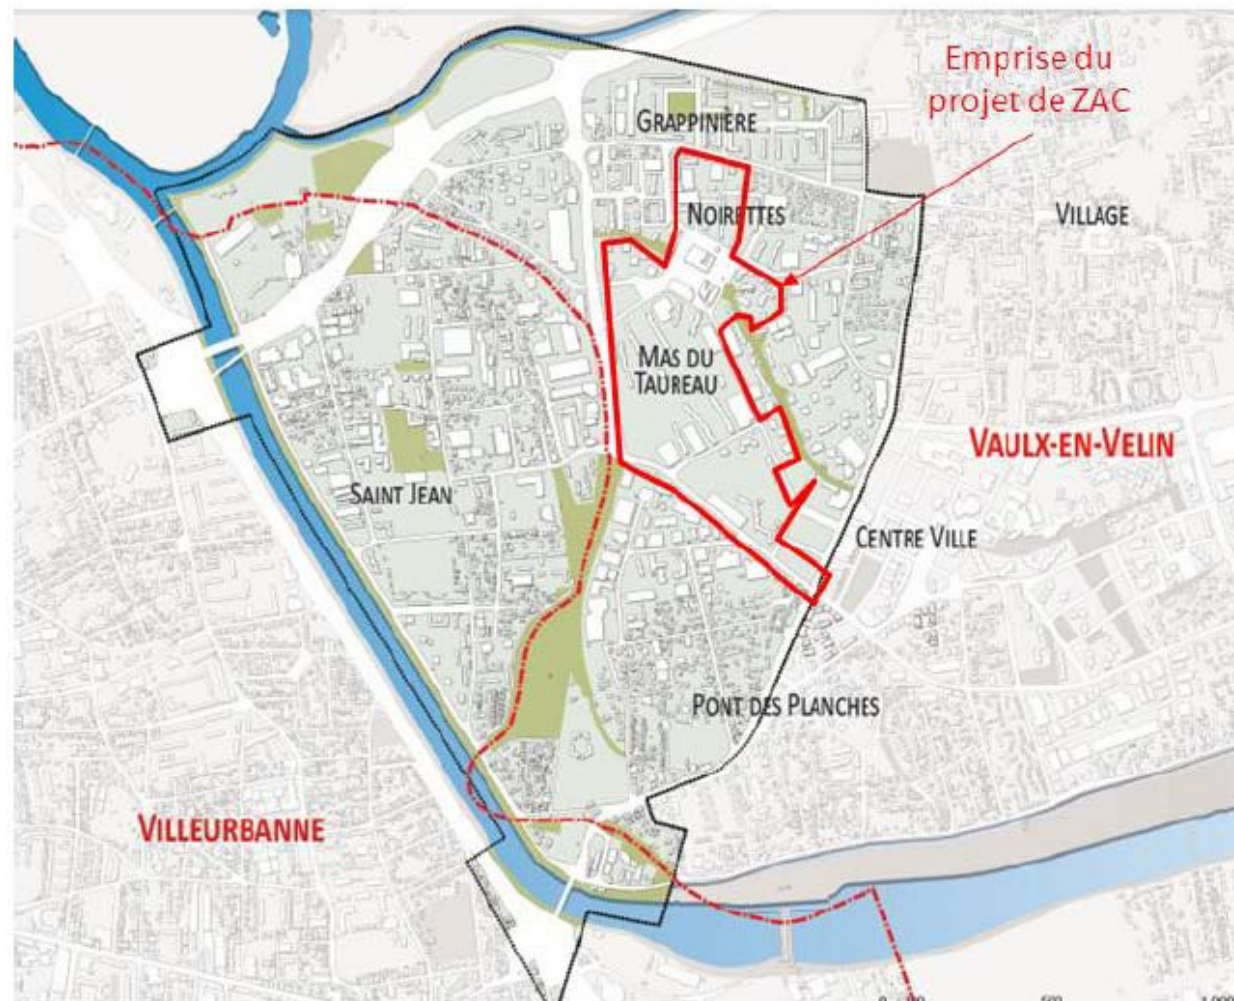 Emprise du
projet de ZAC
GRAPPINIÈRE
NOIRETTES
VILLAGE
MAS DU
TAUREAU
VAULX-EN-VELIN
SAINT JEAN
CENTRE VILLE
PONT DES PLANCHES
VILLEURBANNE